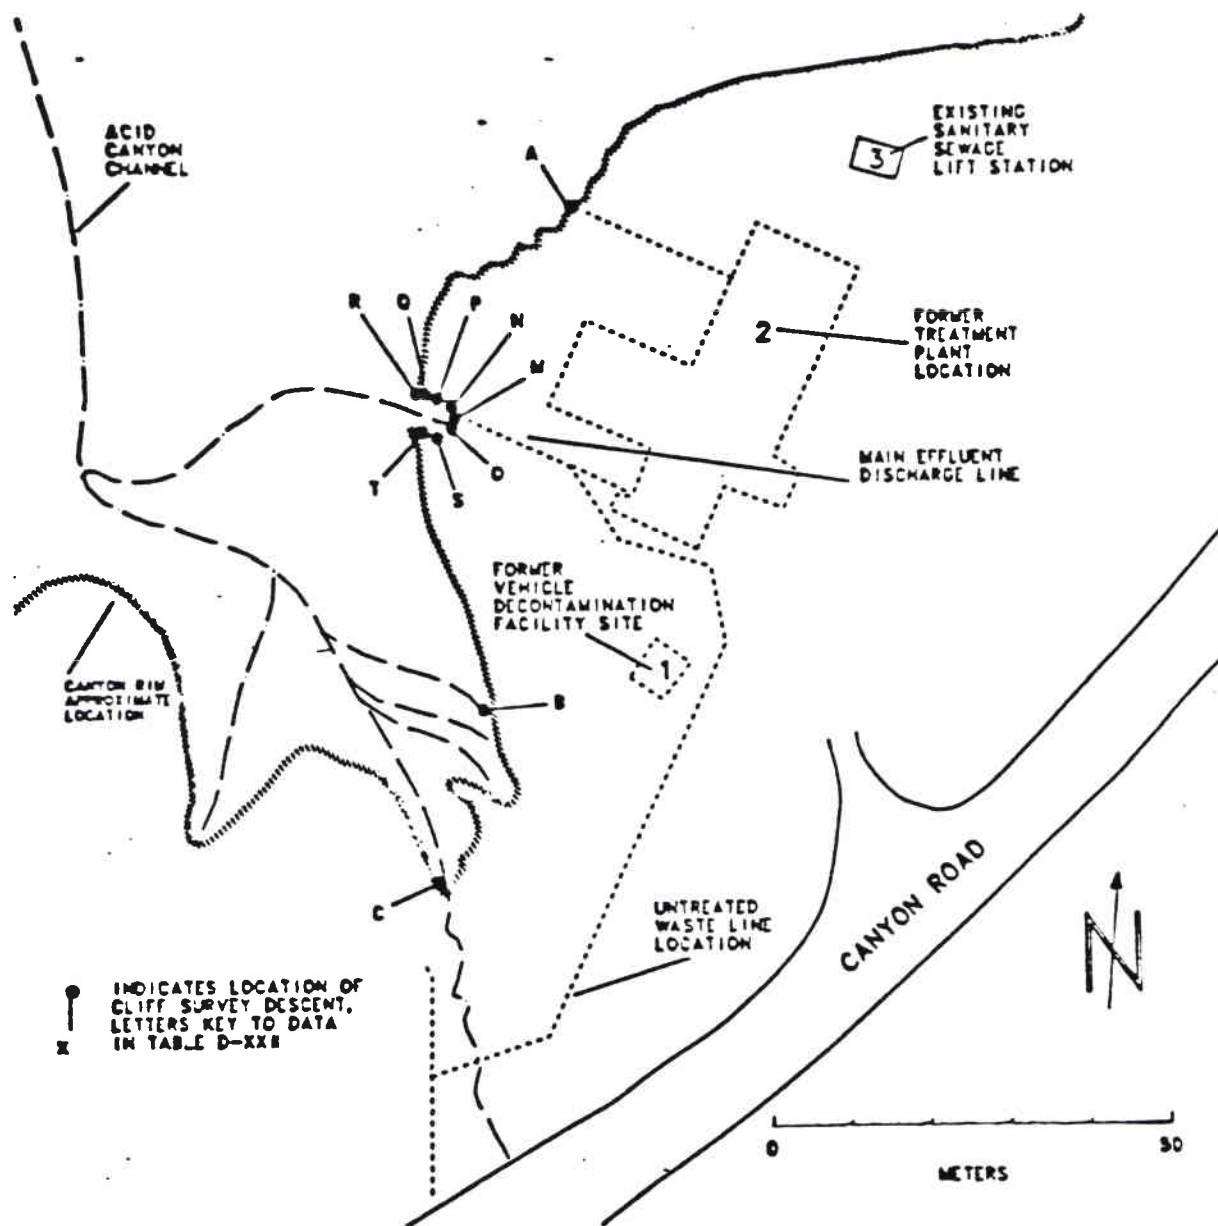 ACID
CANYON
CHANNEL
EXISTING
SANITARY
SEWAGE
LIFT STATION
3
A
R
Q
P
N
M
2
FORMER
TREATMENT
PLANT
LOCATION
MAIN EFFLUENT
DISCHARGE LINE
T
S
O
FORMER
VEHICLE
DECONTAMINATION
FACILITY SITE
1
CANYON RIM
APPROXIMATE
LOCATION
B
C
UNTREATED
WASTE LINE
LOCATION
CANYON ROAD
N
INDICATES LOCATION OF
CLIFF SURVEY DESCENT,
LETTERS KEY TO DATA
X IN TABLE
0
METERS